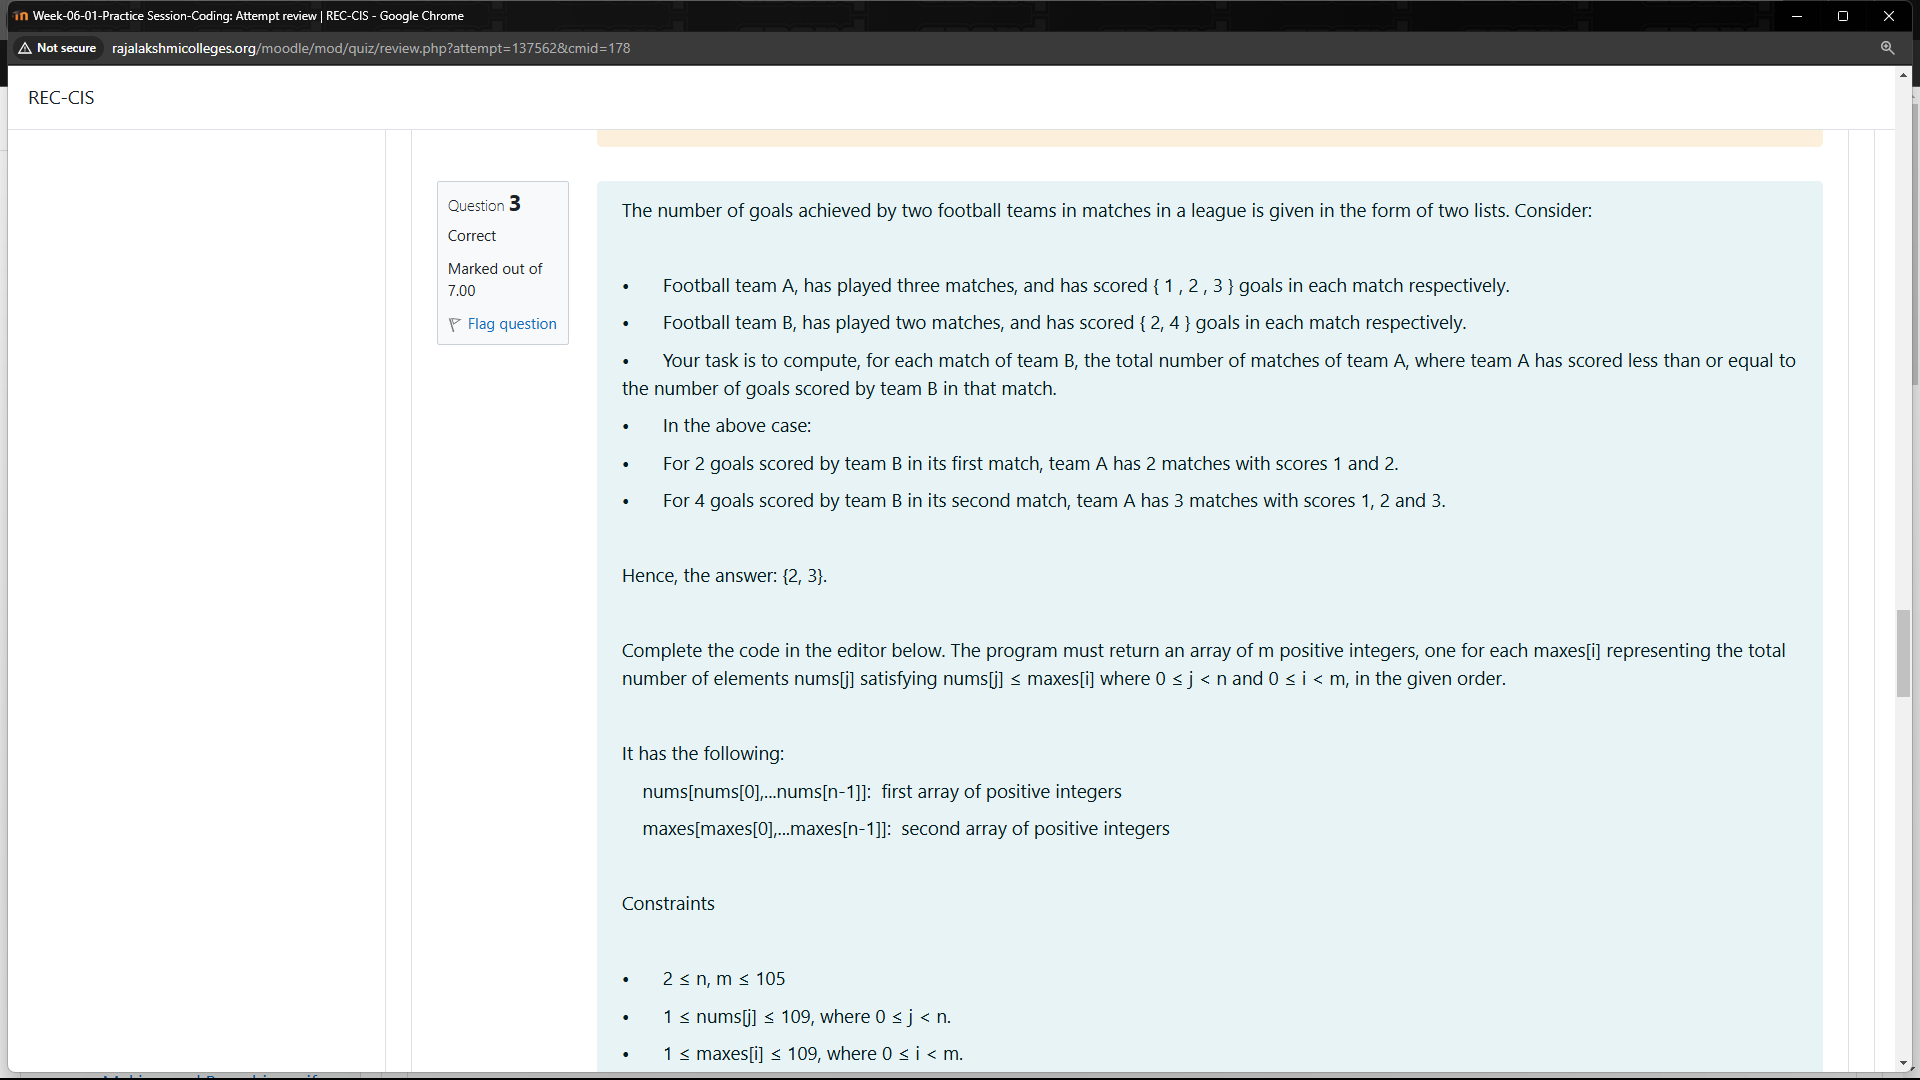 Week-06-01-Practice Session-Coding: Attempt review | REC-CIS - Google Chrome
Not secure rajalakshmicolleges.org/moodle/mod/quiz/review.php?attempt=137562&cmid=178
REC-CIS
Question 3
Correct
Marked out of
7.00
Flag question
The number of goals achieved by two football teams in matches in a league is given in the form of two lists. Consider:
• Football team A, has played three matches, and has scored { 1 , 2 , 3 } goals in each match respectively.
• Football team B, has played two matches, and has scored { 2, 4 } goals in each match respectively.
• Your task is to compute, for each match of team B, the total number of matches of team A, where team A has scored less than or equal to
the number of goals scored by team B in that match.
• In the above case:
• For 2 goals scored by team B in its first match, team A has 2 matches with scores 1 and 2.
• For 4 goals scored by team B in its second match, team A has 3 matches with scores 1, 2 and 3.
Hence, the answer: {2, 3}.
Complete the code in the editor below. The program must return an array of m positive integers, one for each maxes[i] representing the total
number of elements nums[j] satisfying nums[j] ≤ maxes[i] where 0 ≤ j < n and 0 ≤ i < m, in the given order.
It has the following:
nums[nums[0],...nums[n-1]]: first array of positive integers
maxes[maxes[0],...maxes[n-1]]: second array of positive integers
Constraints
• 2 ≤ n, m ≤ 105
• 1 ≤ nums[j] ≤ 109, where 0 ≤ j < n.
• 1 ≤ maxes[i] ≤ 109, where 0 ≤ i < m.